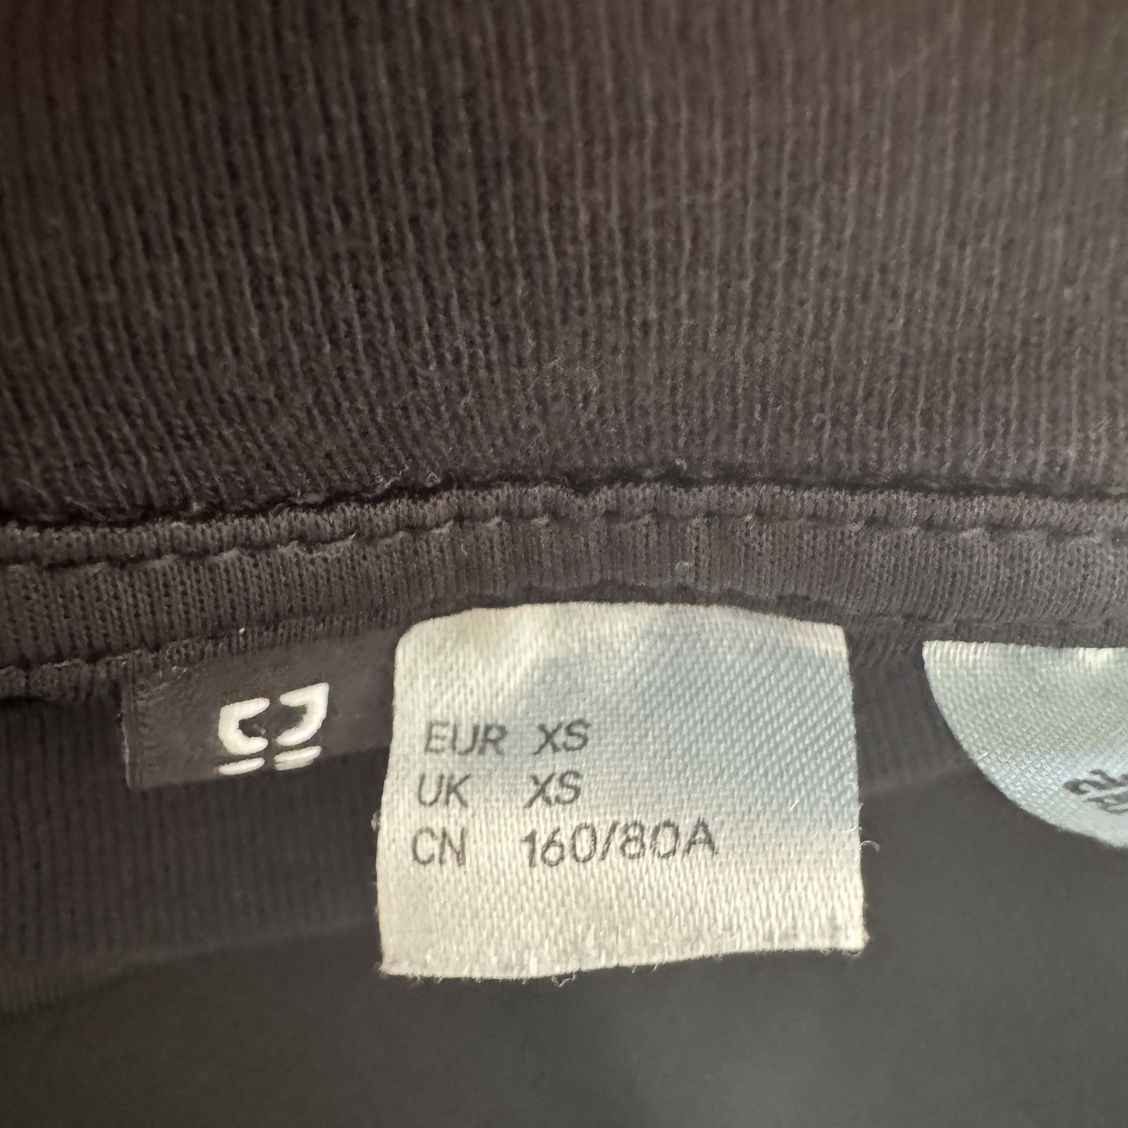 EUR XS
UK XS
CN 160/80A